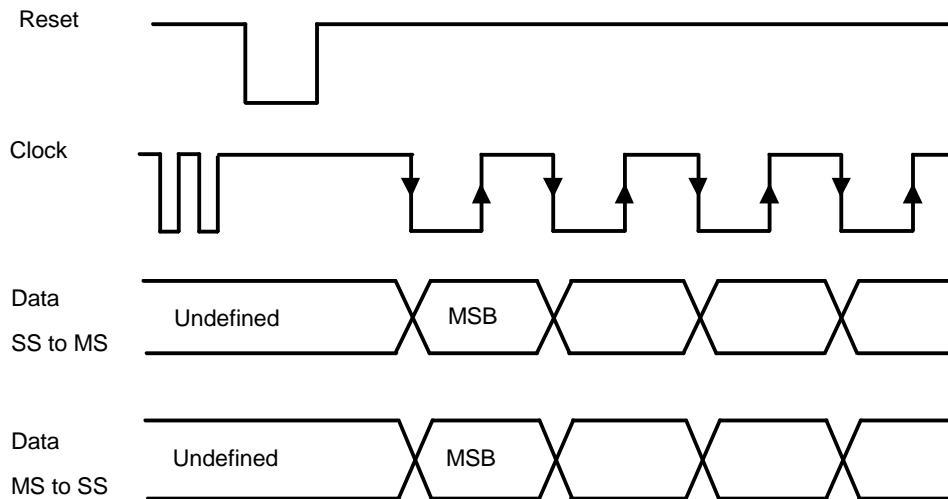 Reset
Clock
Data
SS to MS
Undefined
MSB
Data
MS to SS
Undefined
MSB